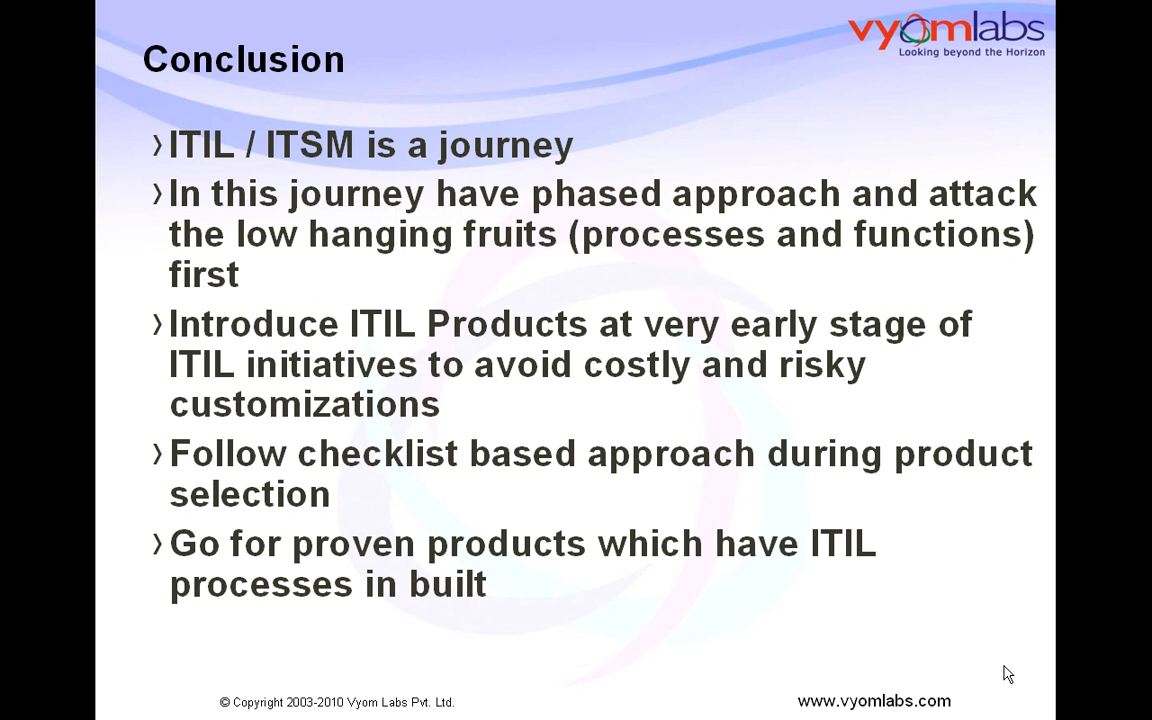 vyomlabs
Looking beyond the Horizon
Conclusion
›ITIL / ITSM is a journey
›In this journey have phased approach and attack
the low hanging fruits (processes and functions)
first
›Introduce ITIL Products at very early stage of
ITIL initiatives to avoid costly and risky
customizations
›Follow checklist based approach during product
selection
›Go for proven products which have ITIL
processes in built
© Copyright 2003-2010 Vyom Labs Pvt. Ltd.
www.vyomlabs.com